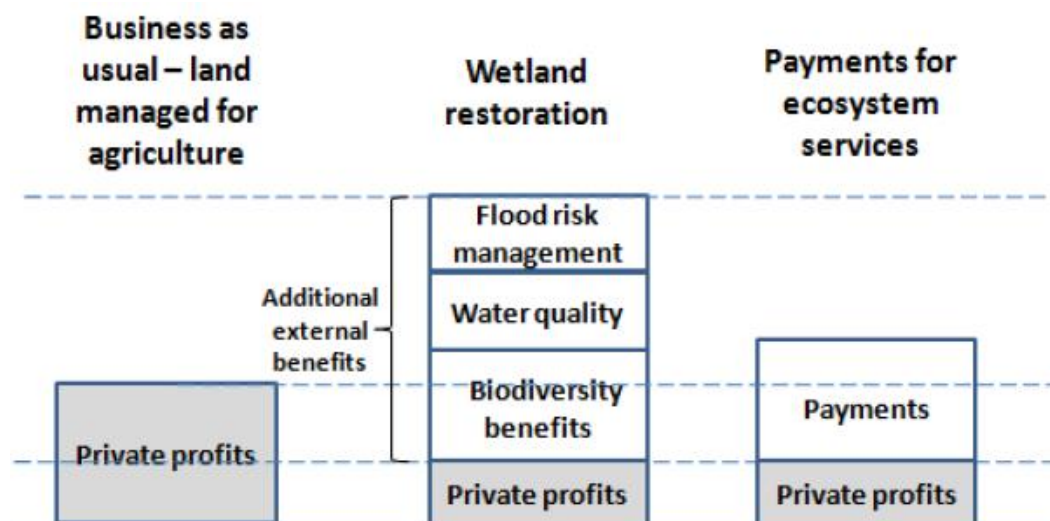 Business as
usual – land
managed for
agriculture
Wetland
restoration
Payments for
ecosystem
services
Flood risk
management
Additional
external
benefits
Water quality
Biodiversity
benefits
Payments
Private profits
Private profits
Private profits